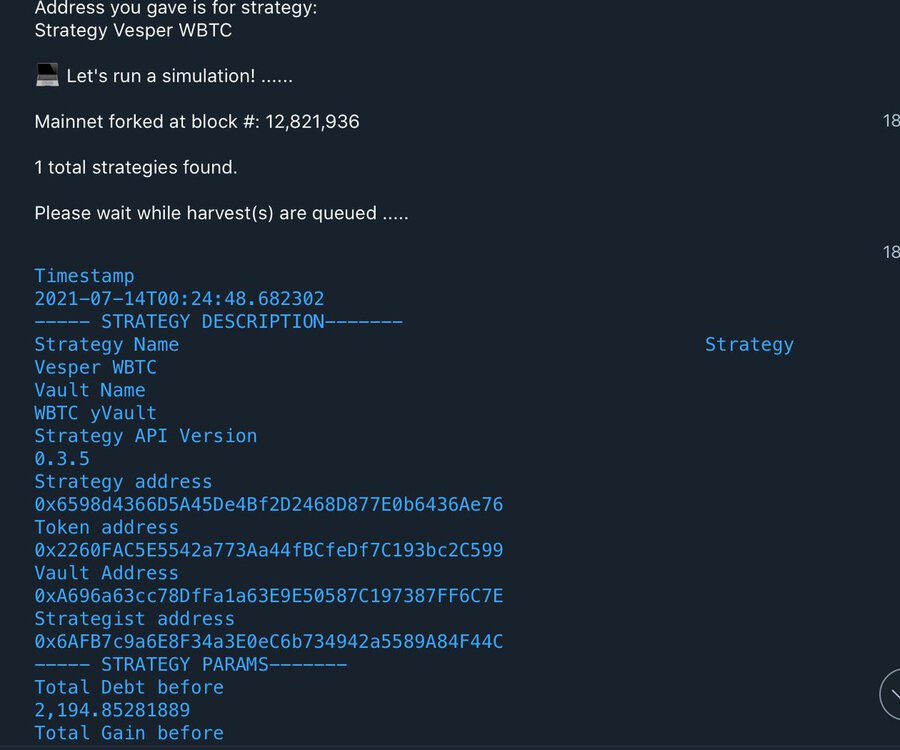 Address you gave is for strategy:
Strategy Vesper WBTC
💻 Let's run a simulation! ......
Mainnet forked at block #: 12,821,936
18
1 total strategies found.
Please wait while harvest(s) are queued .....
18
Timestamp
2021-07-14T00:24:48.682302
----- STRATEGY DESCRIPTION-------
Strategy Name Strategy
Vesper WBTC
Vault Name
WBTC yVault
Strategy API Version
0.3.5
Strategy address
0x6598d4366D5A45De4Bf2D2468D877E0b6436Ae76
Token address
0x2260FAC5E5542a773Aa44fBCfeDf7C193bc2C599
Vault Address
0xA696a63cc78DfFa1a63E9E50587C197387FF6C7E
Strategist address
0x6AFB7c9a6E8F34a3E0eC6b734942a5589A84F44C
----- STRATEGY PARAMS-------
Total Debt before
2,194.85281889
Total Gain before